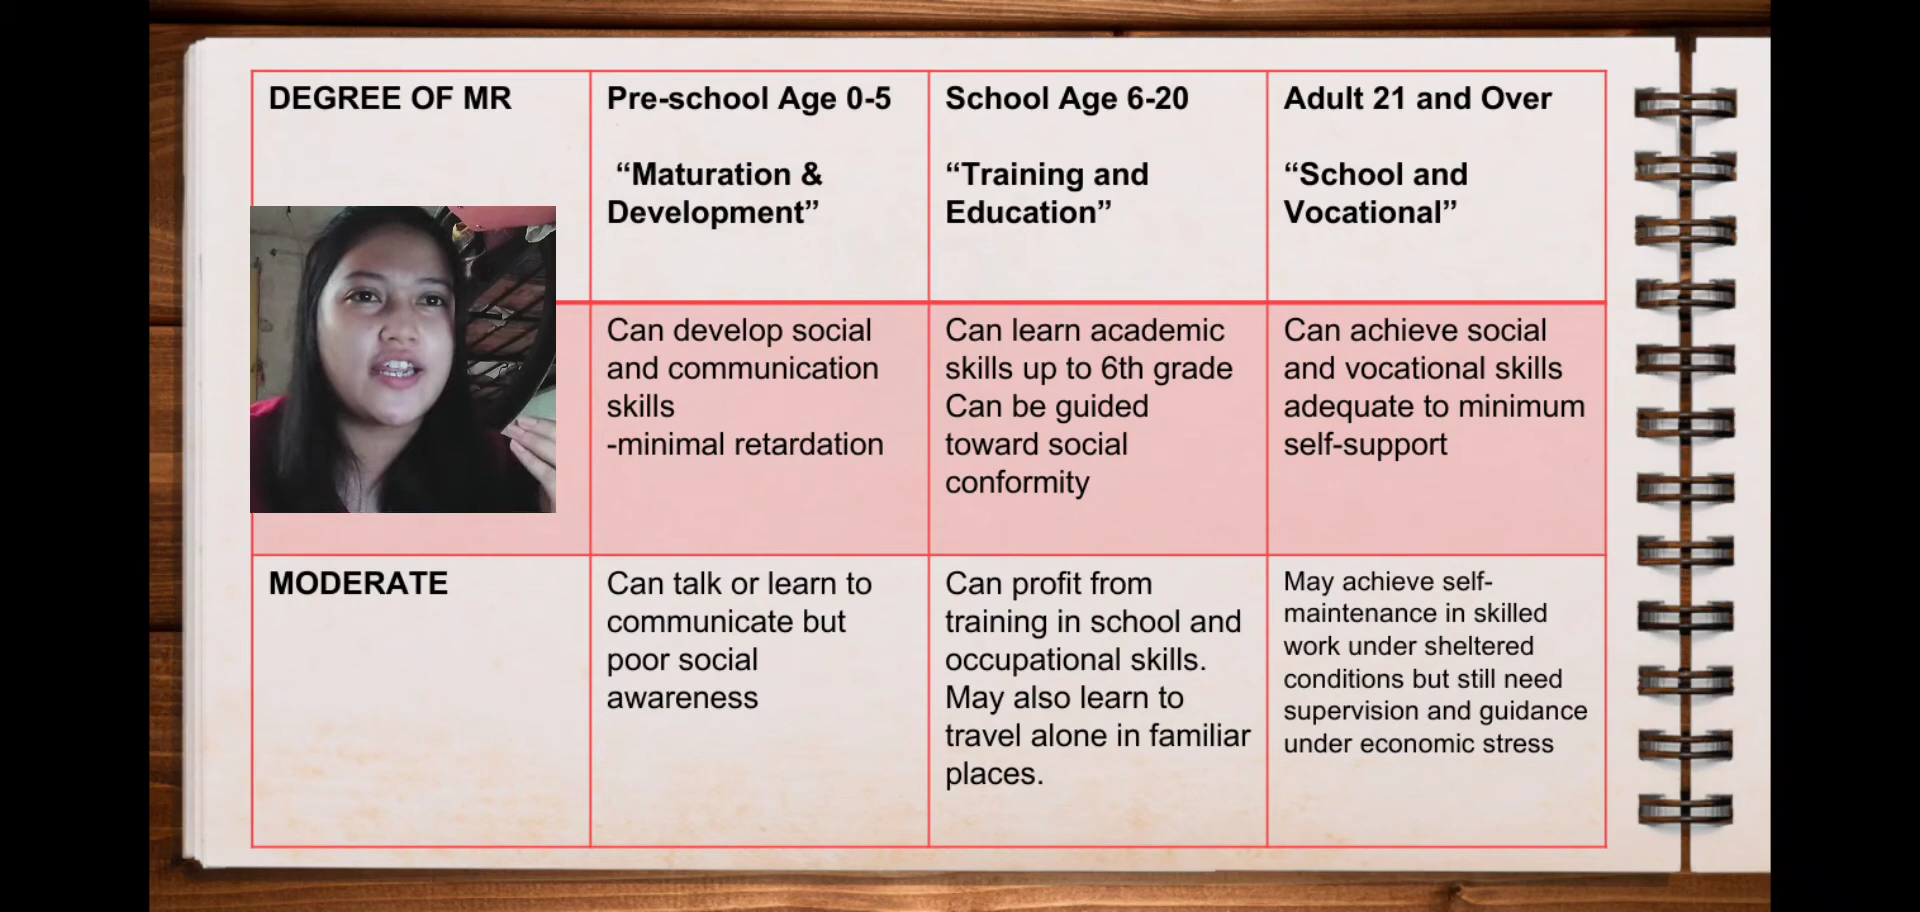 DEGREE OF MR
Pre-school Age 0-5
“Maturation &
Development”
School Age 6-20
“Training and
Education”
Adult 21 and Over
“School and
Vocational”
Can develop social
and communication
skills
-minimal retardation
Can learn academic
skills up to 6th grade
Can be guided
toward social
conformity
Can achieve social
and vocational skills
adequate to minimum
self-support
MODERATE
Can talk or learn to
communicate but
poor social
awareness
Can profit from
training in school and
occupational skills.
May also learn to
travel alone in familiar
places.
May achieve self-
maintenance in skilled
work under sheltered
conditions but still need
supervision and guidance
under economic stress